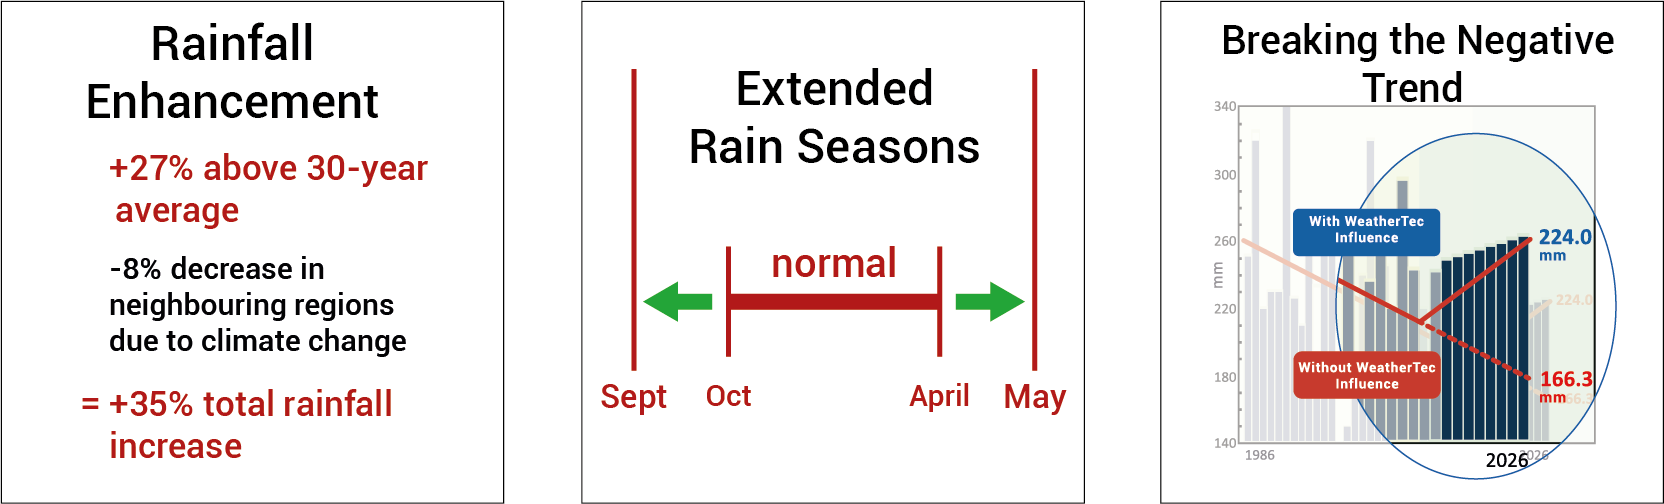 Rainfall
Enhancement
+27% above 30-year
average
-8% decrease in
neighbouring regions
due to climate change
= +35% total rainfall
increase
Extended
Rain Seasons
normal
Sept
Oct
April
May
Breaking the Negative
Trend
340
300
260
220
180
140
mm
With WeatherTec
Influence
224.0
mm
224.0
Without WeatherTec
Influence
166.3
mm
1986
2026
2026